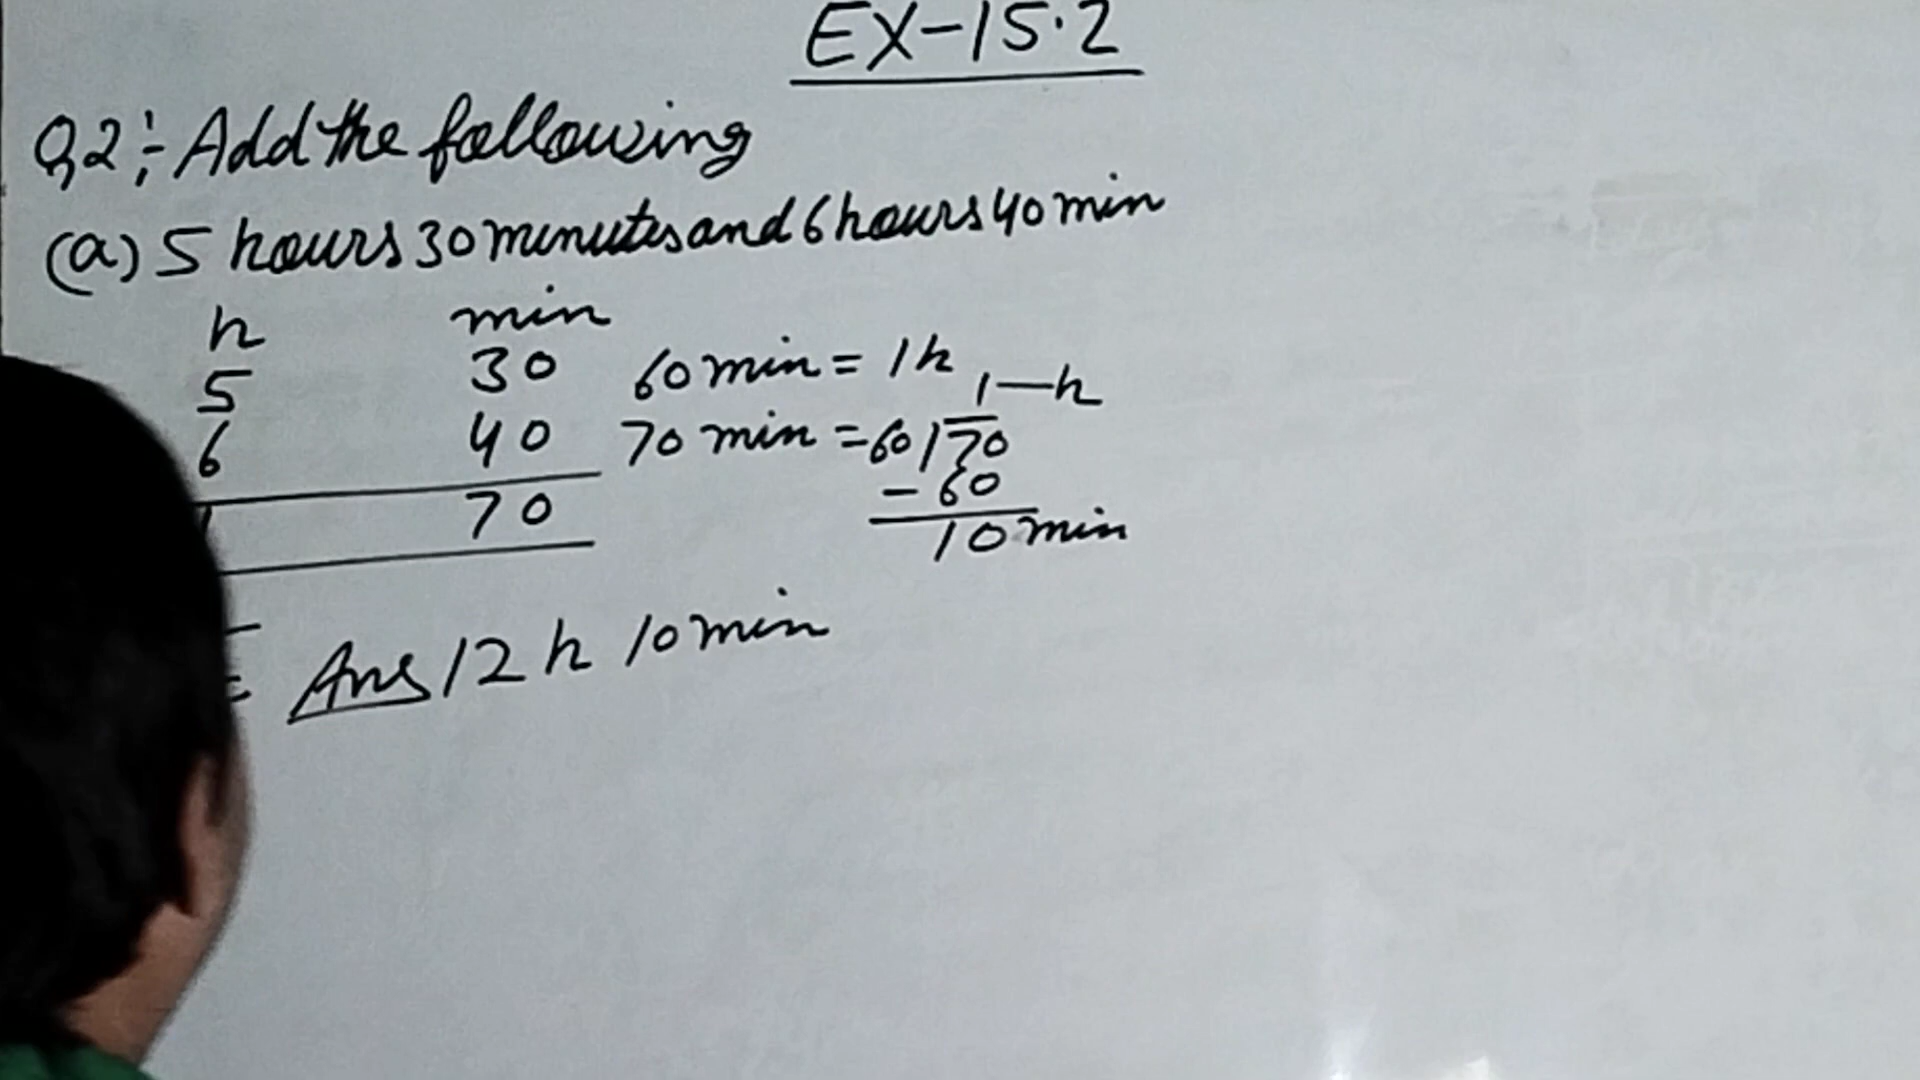 EX-15.2
Q2:- Add the following
(a) 5 hours 30 minutes and 6 hours 40 min
h min
5 30 60 min = 1h
1-h
6 40 70 min = 60)70
-60
1 70
10 min
Ans 12 h 10 min